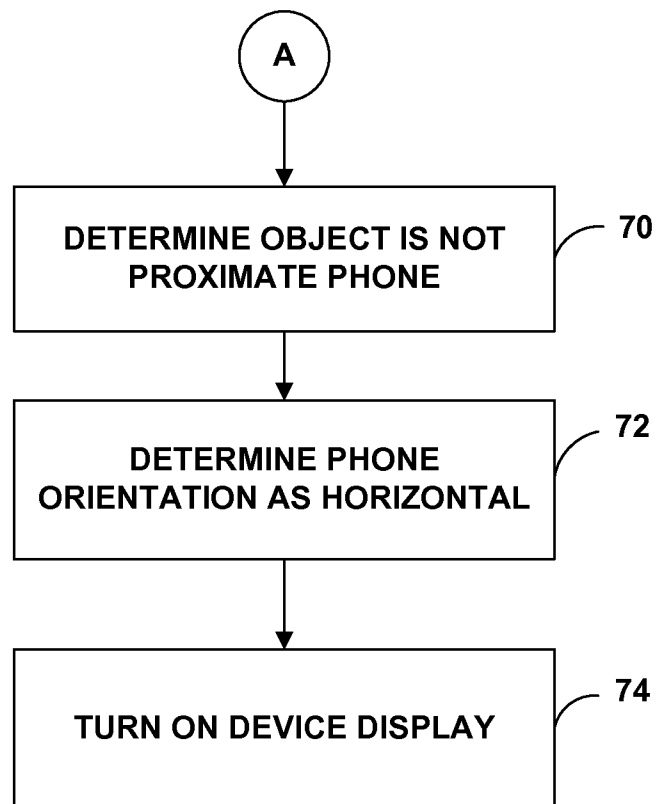 A
DETERMINE OBJECT IS NOT
PROXIMATE PHONE
70
DETERMINE PHONE
ORIENTATION AS HORIZONTAL
72
TURN ON DEVICE DISPLAY
74